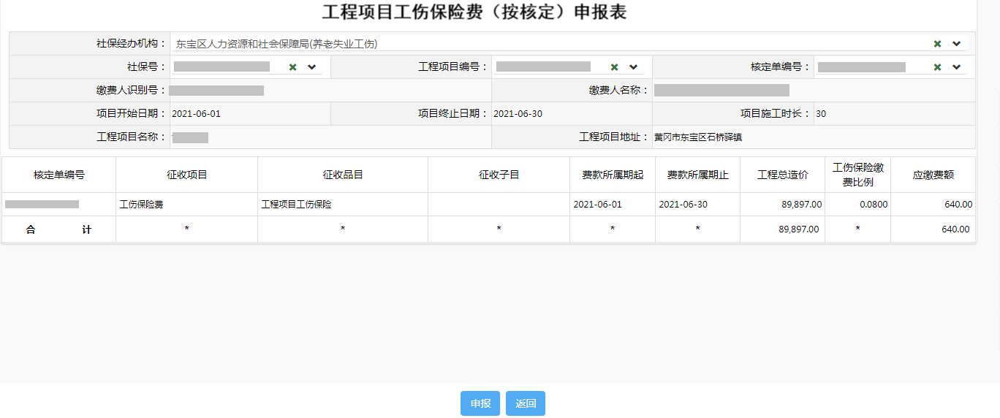 工程项目工伤保险费（按核定）申报表
社保经办机构： 东宝区人力资源和社会保障局(养老失业工伤)
社保号： 工程项目编号： 核定单编号：
缴费人识别号： 缴费人名称：
项目开始日期： 2021-06-01 项目终止日期： 2021-06-30 项目施工时长： 30
工程项目名称： 工程项目地址： 黄冈市东宝区石桥驿镇
核定单编号 征收项目 征收品目 征收子目 费款所属期起 费款所属期止 工程总造价 工伤保险缴费比例 应缴费额
工伤保险费 工程项目工伤保险 2021-06-01 2021-06-30 89,897.00 0.0800 640.00
合 计 * * * * * 89,897.00 * 640.00
申报 返回